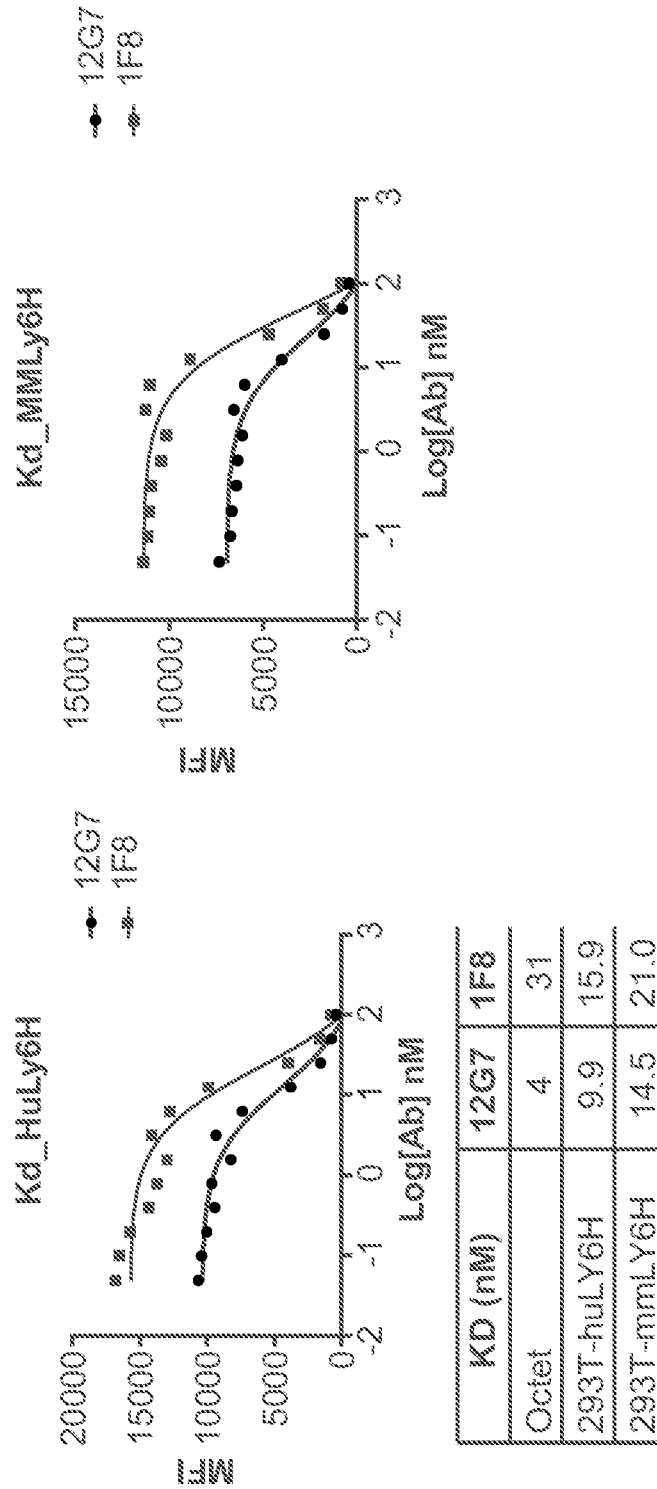 Kd_HuLy6H
20000
15000
10000
5000
0
MFI
-2
-1
0
1
2
3
Log[Ab] nM
12G7
1F8
Kd_MMLy6H
15000
10000
5000
0
MFI
-2
-1
0
1
2
3
Log[Ab] nM
12G7
1F8
KD (nM) 12G7 1F8
Octet 4 31
293T-huLY6H 9.9 15.9
293T-mmLY6H 14.5 21.0